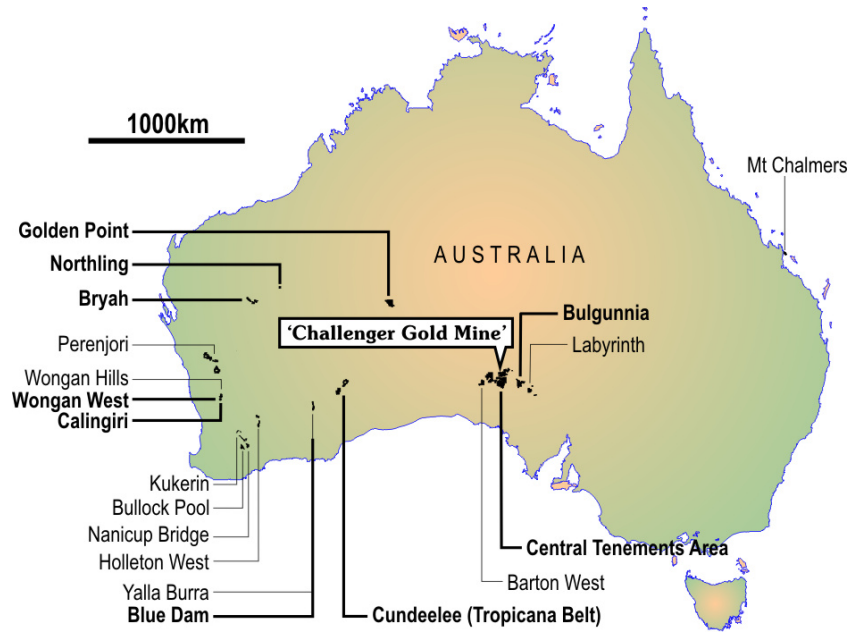 1000km
Mt Chalmers
Golden Point
AUSTRALIA
Northling
Bryah
Bulgunnia
'Challenger Gold Mine'
Perenjori
Labyrinth
Wongan Hills
Wongan West
Calingiri
Kukerin
Bullock Pool
Nanicup Bridge
Central Tenements Area
Holleton West
Barton West
Yalla Burra
Blue Dam
Cundeelee (Tropicana Belt)